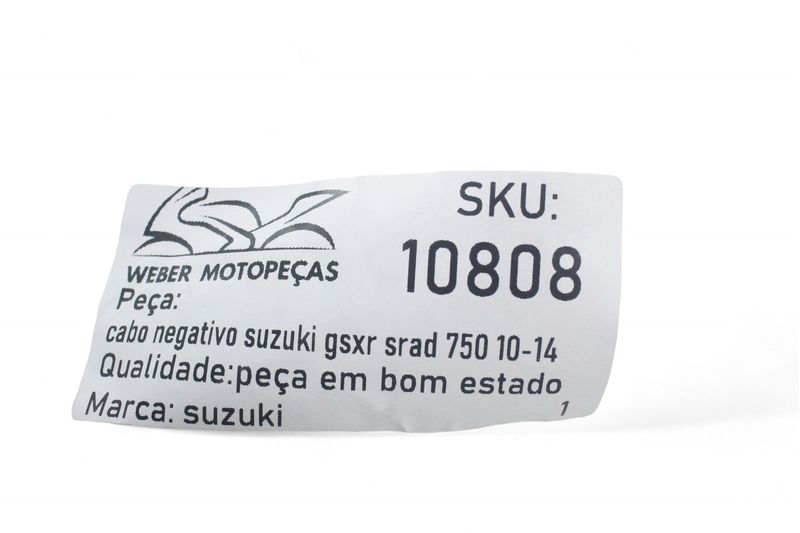 WEBER MOTOPEÇAS
SKU:
10808
Peça:
cabo negativo suzuki gsxr srad 750 10-14
Qualidade:peça em bom estado
Marca: suzuki
1